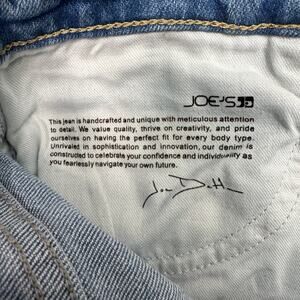 JOE'S
This jean is handcrafted and unique with meticulous attention
to detail. We value quality, thrive on creativity, and pride
ourselves on having the perfect fit for every body type.
Unrivaled in sophistication and innovation, our denim is
constructed to celebrate your confidence and individuality as
you fearlessly navigate your own future.